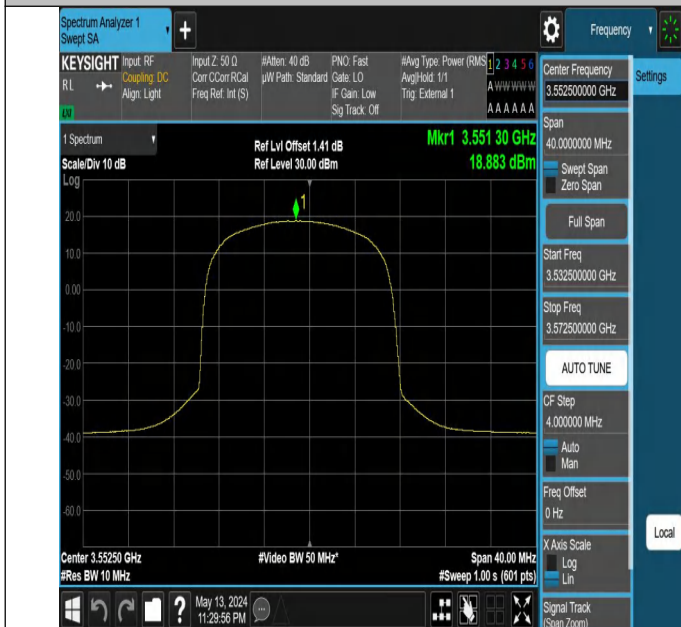 Spectrum Analyzer 1
Swept SA
Frequency
KEYSIGHT
RL
Input: RF
Coupling: DC
Align: Light
Input Z: 50 Ω
Corr CCorr RCal
Freq Ref: Int (S)
#Atten: 40 dB
µW Path: Standard
PNO: Fast
Gate: LO
IF Gain: Low
Sig Track: Off
#Avg Type: Power (RMS
Avg|Hold: 1/1
Trig: External 1
1 2 3 4 5 6
A W W W W W
A A A A A A
1 Spectrum
Scale/Div 10 dB
Log
Ref Lvl Offset 1.41 dB
Ref Level 30.00 dBm
Mkr1 3.551 30 GHz
18.883 dBm
1
20.0
10.0
0.00
-10.0
-20.0
-30.0
-40.0
-50.0
-60.0
Center 3.55250 GHz
#Res BW 10 MHz
#Video BW 50 MHz*
Span 40.00 MHz
#Sweep 1.00 s (601 pts)
May 13, 2024
11:29:56 PM
?
Center Frequency
3.552500000 GHz
Settings
Span
40.0000000 MHz
Swept Span
Zero Span
Full Span
Start Freq
3.532500000 GHz
Stop Freq
3.572500000 GHz
AUTO TUNE
CF Step
4.000000 MHz
Auto
Man
Freq Offset
0 Hz
X Axis Scale
Log
Lin
Local
Signal Track
(Span Zoom)